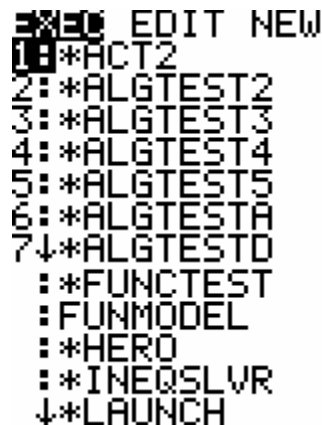 EXEC EDIT NEW
1:*ACT2
2:*ALGTEST2
3:*ALGTEST3
4:*ALGTEST4
5:*ALGTEST5
6:*ALGTESTA
7↓*ALGTESTD
:*FUNCTEST
:FUNMODEL
:*HERO
:*INEQSLVR
↓*LAUNCH